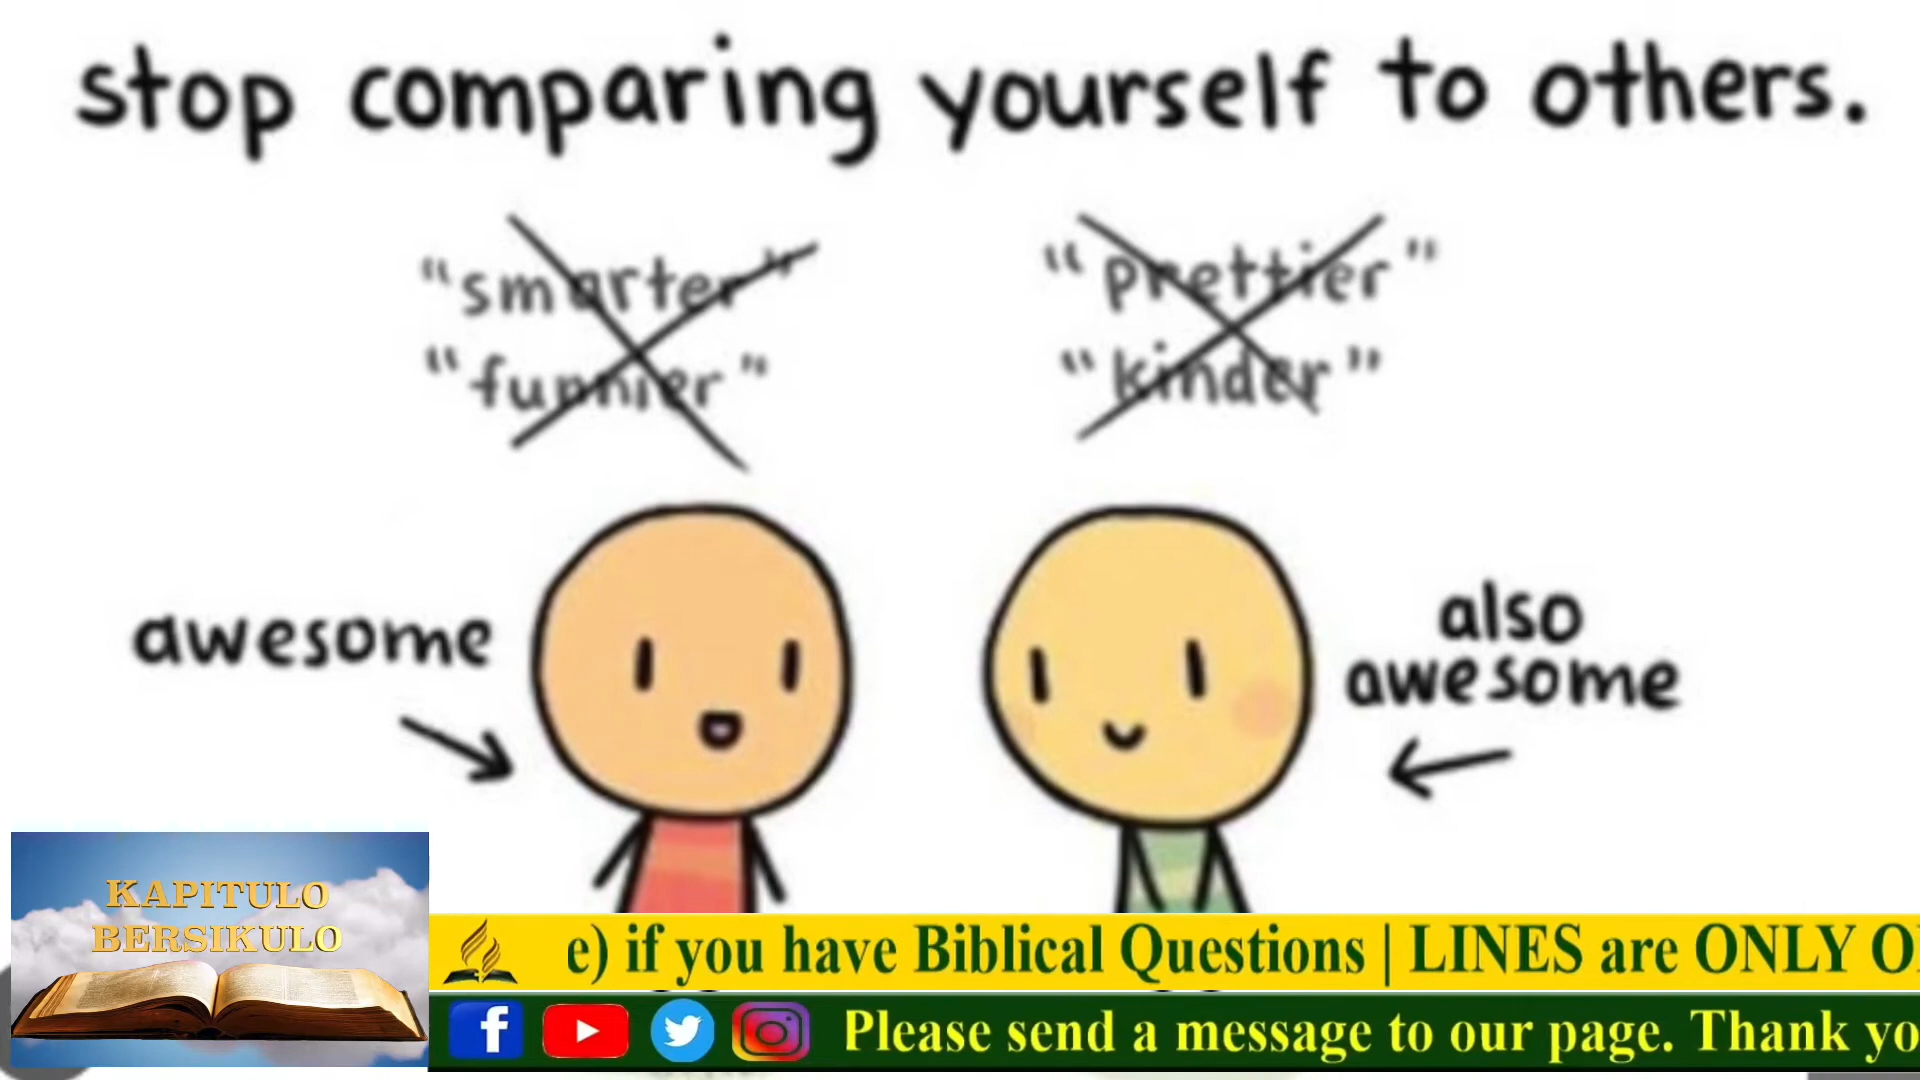 stop comparing yourself to others.
"smarter"
"funnier"
"prettier"
"kinder"
awesome
also
awesome
KAPITULO
BERSIKULO
e) if you have Biblical Questions | LINES are ONLY
Please send a message to our page. Thank